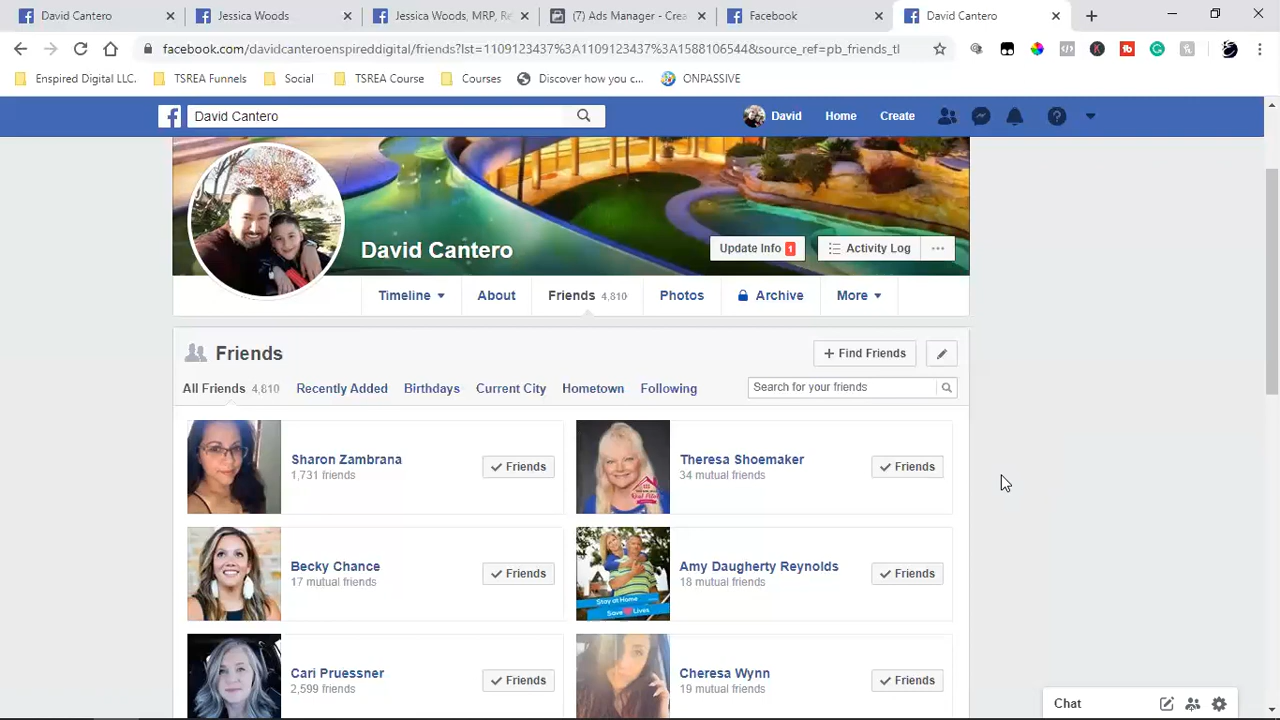 David Cantero
Jessica Woods
Jessica Woods, MRP, Re
(7) Ads Manager - Crea
Facebook
David Cantero
facebook.com/davidcanteroenspireddigital/friends?lst=1109123437%3A1109123437%3A1588106544&source_ref=pb_friends_tl
Enspired Digital LLC.
TSREA Funnels
Social
TSREA Course
Courses
Discover how you c...
ONPASSIVE
David Cantero
David
Home
Create
David Cantero
Update Info 1
Activity Log
Timeline
About
Friends 4,810
Photos
Archive
More
Friends
+ Find Friends
All Friends 4,810
Recently Added
Birthdays
Current City
Hometown
Following
Search for your friends
Sharon Zambrana
1,731 friends
Friends
Theresa Shoemaker
34 mutual friends
Friends
Becky Chance
17 mutual friends
Friends
Stay at Home
Save Lives
Amy Daugherty Reynolds
18 mutual friends
Friends
Cari Pruessner
2,599 friends
Friends
Cheresa Wynn
19 mutual friends
Friends
Chat